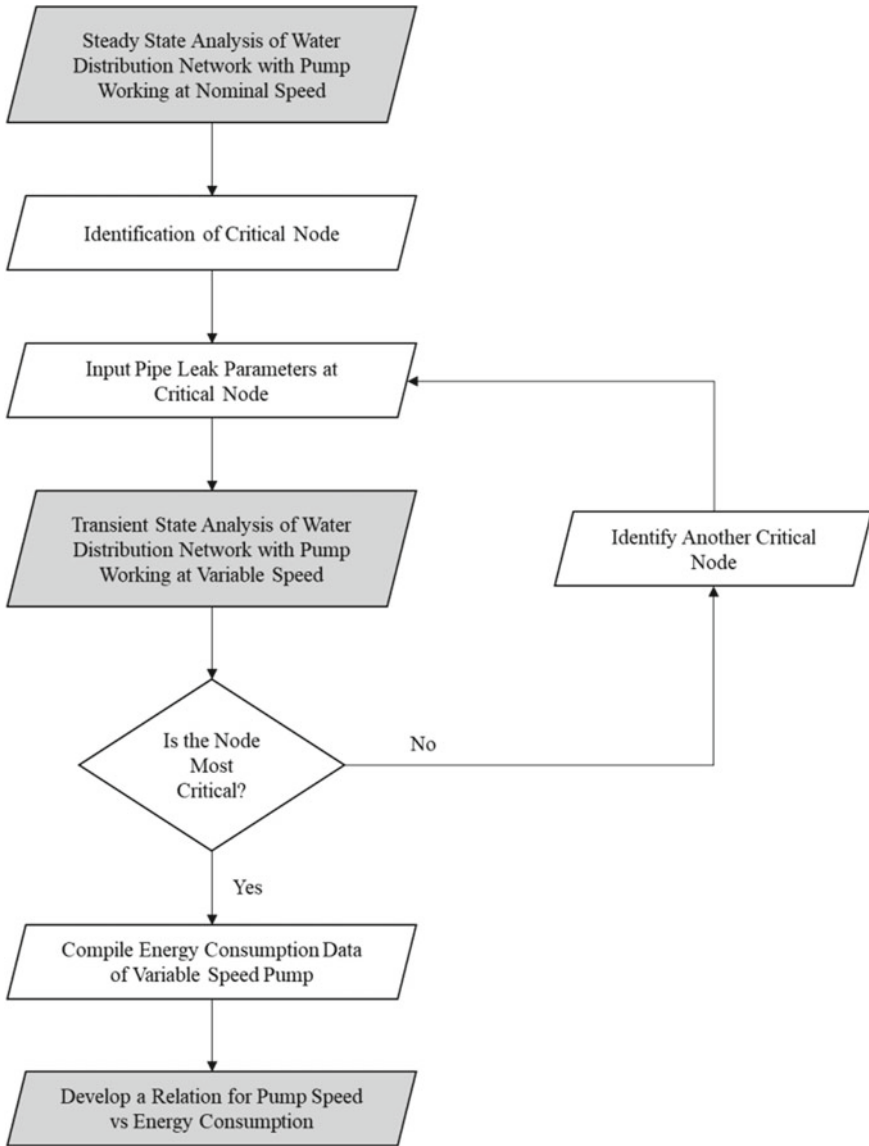 Steady State Analysis of Water
Distribution Network with Pump
Working at Nominal Speed
Identification of Critical Node
Input Pipe Leak Parameters at
Critical Node
Transient State Analysis of Water
Distribution Network with Pump
Working at Variable Speed
Identify Another Critical
Node
Is the Node
Most
Critical?
No
Yes
Compile Energy Consumption Data
of Variable Speed Pump
Develop a Relation for Pump Speed
vs Energy Consumption